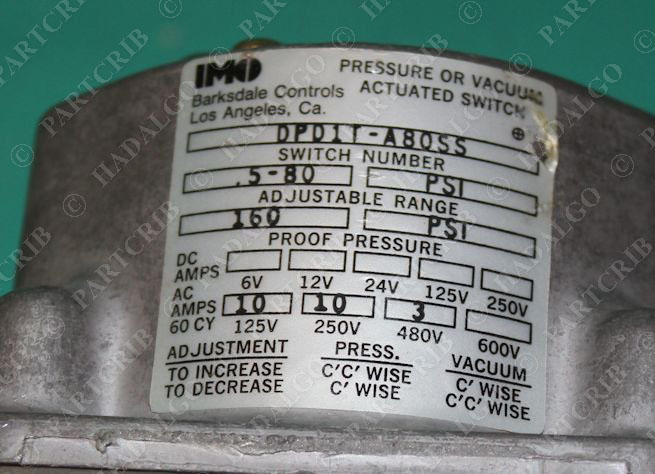 IMO
PRESSURE OR VACUUM
Barksdale Controls
ACTUATED SWITCH
Los Angeles, Ca.
DPD1T-A80SS
SWITCH NUMBER
.5-80 PSI
ADJUSTABLE RANGE
160 PSI
PROOF PRESSURE
DC
AMPS
6V 12V 24V 125V 250V
AC
AMPS 10 10 3
60 CY 125V 250V 480V 600V
ADJUSTMENT PRESS. VACUUM
TO INCREASE C'C' WISE C' WISE
TO DECREASE C' WISE C'C' WISE
PARTCRIB
HADALGO